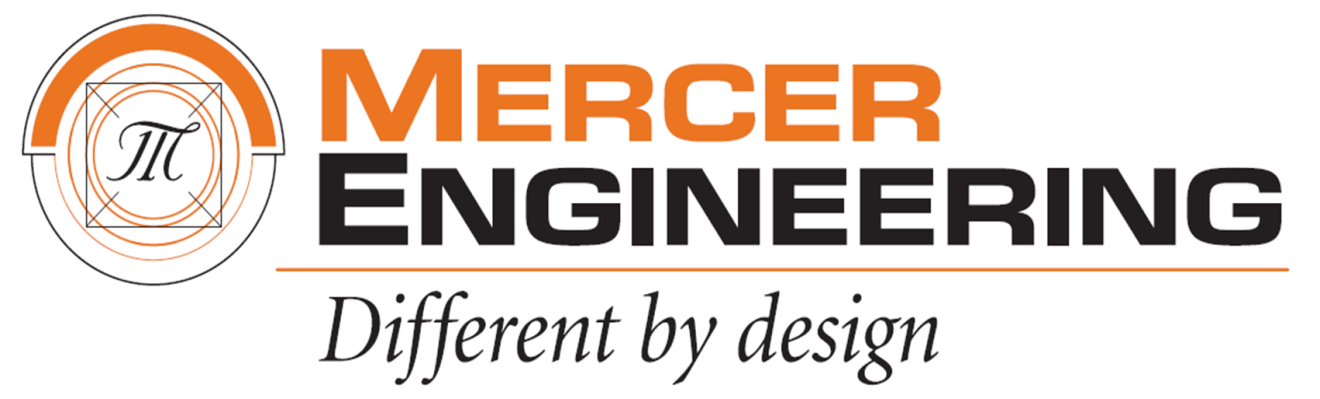 m
MERCER
ENGINEERING
Different by design